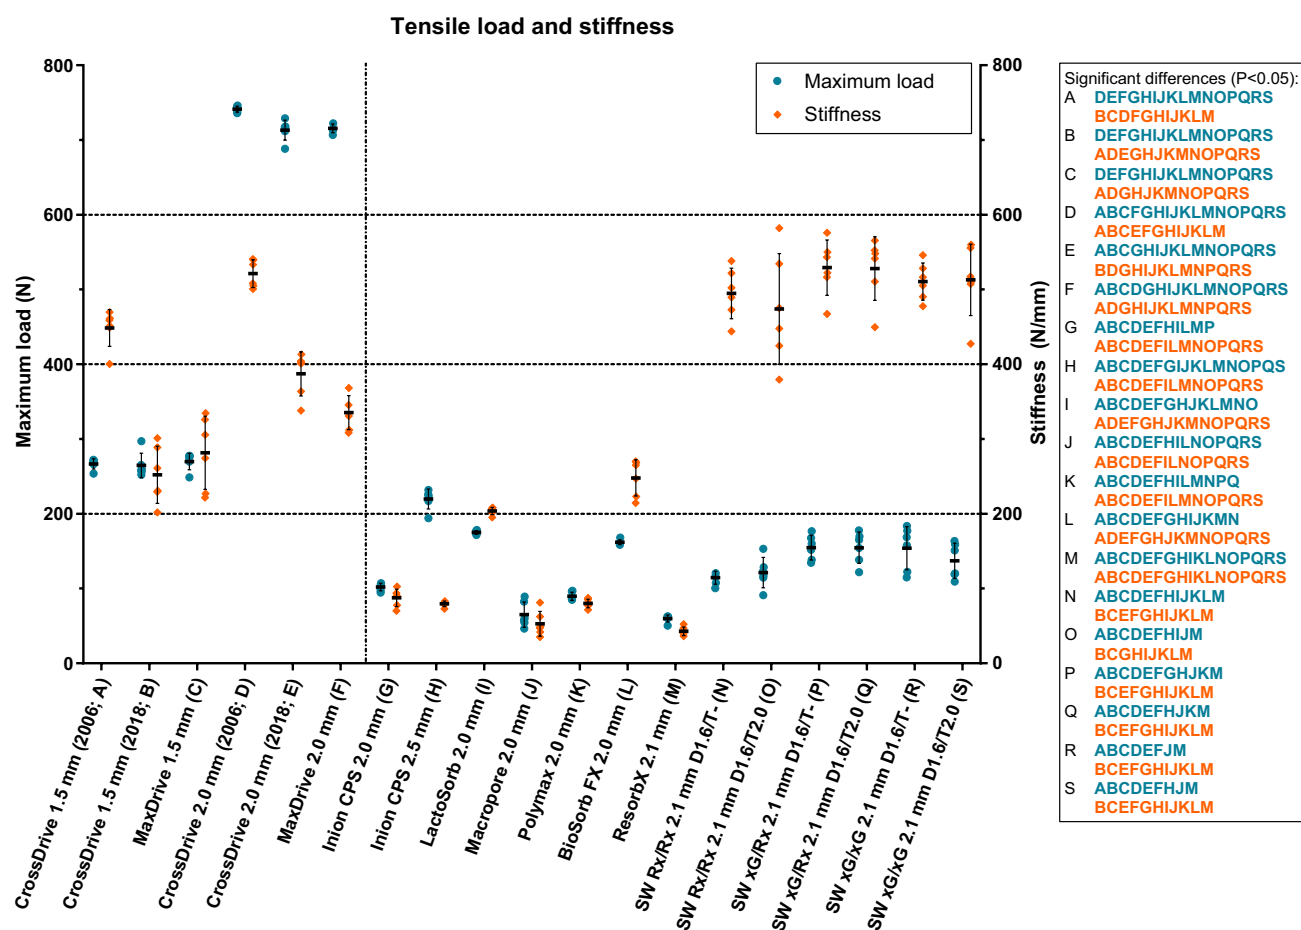 Tensile load and stiffness
800
600
400
200
0
Maximum load (N)
800
600
400
200
0
Stiffness (N/mm)
Maximum load
Stiffness
CrossDrive 1.5 mm (2006; A)
CrossDrive 1.5 mm (2018; B)
MaxDrive 1.5 mm (C)
CrossDrive 2.0 mm (2006; D)
CrossDrive 2.0 mm (2018; E)
MaxDrive 2.0 mm (F)
Inion CPS 2.0 mm (G)
Inion CPS 2.5 mm (H)
LactoSorb 2.0 mm (I)
Macropore 2.0 mm (J)
Polymax 2.0 mm (K)
BioSorb FX 2.0 mm (L)
ResorbX 2.1 mm (M)
SW Rx/Rx 2.1 mm D1.6/T- (N)
SW Rx/Rx 2.1 mm D1.6/T2.0 (O)
SW xG/Rx 2.1 mm D1.6/T- (P)
SW xG/Rx 2.1 mm D1.6/T2.0 (Q)
SW xG/xG 2.1 mm D1.6/T- (R)
SW xG/xG 2.1 mm D1.6/T2.0 (S)
Significant differences (P<0.05):
A DEFGHIJKLMNOPQRS
BCDFGHIJKLM
B DEFGHIJKLMNOPQRS
ADEGHJKMNOPQRS
C DEFGHIJKLMNOPQRS
ADGHJKMNOPQRS
D ABCFGHIJKLMNOPQRS
ABCEFGHIJKLM
E ABCGHIJKLMNOPQRS
BDGHIJKLMNPQRS
F ABCDGHIJKLMNOPQRS
ADGHIJKLMNPQRS
G ABCDEFHILMP
ABCDEFILMNOPQRS
H ABCDEFGIJKLMNOPQS
ABCDEFILMNOPQRS
I ABCDEFGHJKLMNO
ADEFGHJKMNOPQRS
J ABCDEFHILNOPQRS
ABCDEFILNOPQRS
K ABCDEFHILMNPQ
ABCDEFILMNOPQRS
L ABCDEFGHIJKMN
ADEFGHJKMNOPQRS
M ABCDEFGHIKLNOPQRS
ABCDEFGHIKLNOPQRS
N ABCDEFHIJKLM
BCEFGHIJKLM
O ABCDEFHIJM
BCGHIJKLM
P ABCDEFGHJKM
BCEFGHIJKLM
Q ABCDEFHJKM
BCEFGHIJKLM
R ABCDEFJM
BCEFGHIJKLM
S ABCDEFHJM
BCEFGHIJKLM